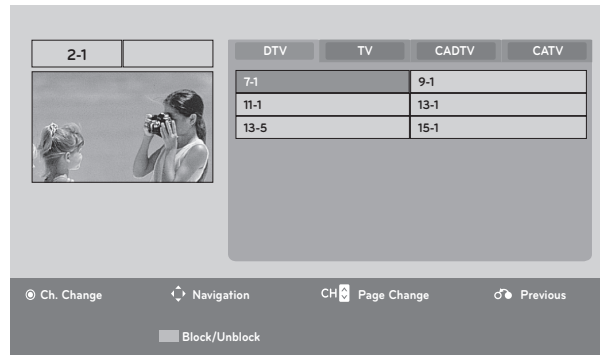 2-1
DTV TV CADTV CATV
7-1 9-1
11-1 13-1
13-5 15-1
Ch. Change Navigation CH Page Change Previous
Block/Unblock